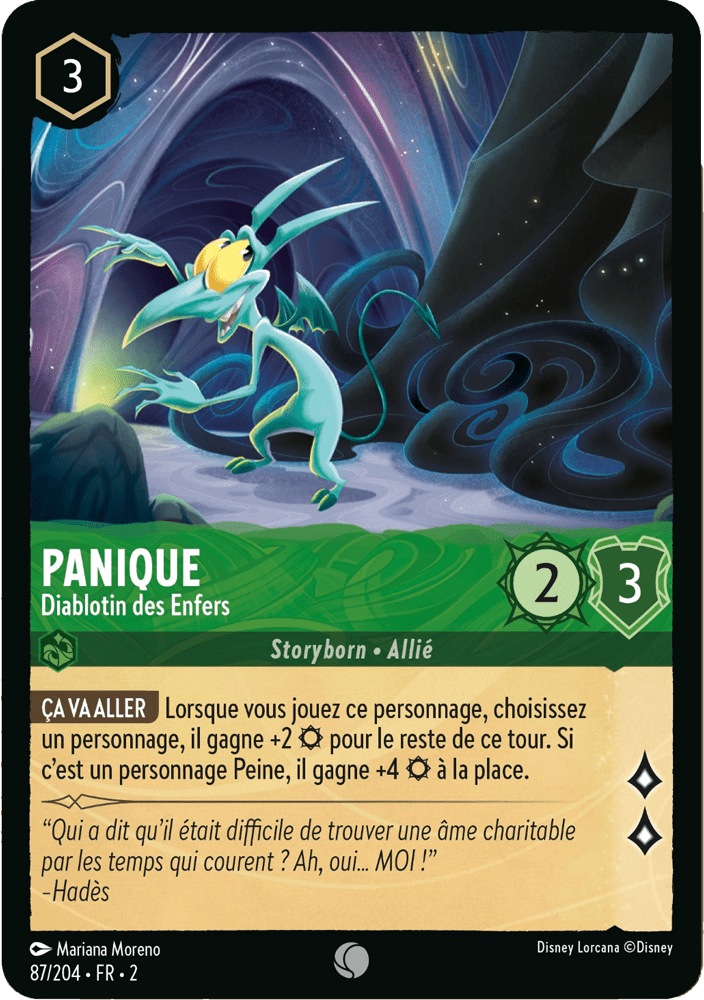 3
PANIQUE
Diablotin des Enfers
2
3
Storyborn • Allié
ÇA VA ALLER Lorsque vous jouez ce personnage, choisissez
un personnage, il gagne +2 pour le reste de ce tour. Si
c’est un personnage Peine, il gagne +4 à la place.
“Qui a dit qu’il était difficile de trouver une âme charitable
par les temps qui courent ? Ah, oui... MOI !”
-Hadès
Mariana Moreno
Disney Lorcana ©Disney
87/204 • FR • 2